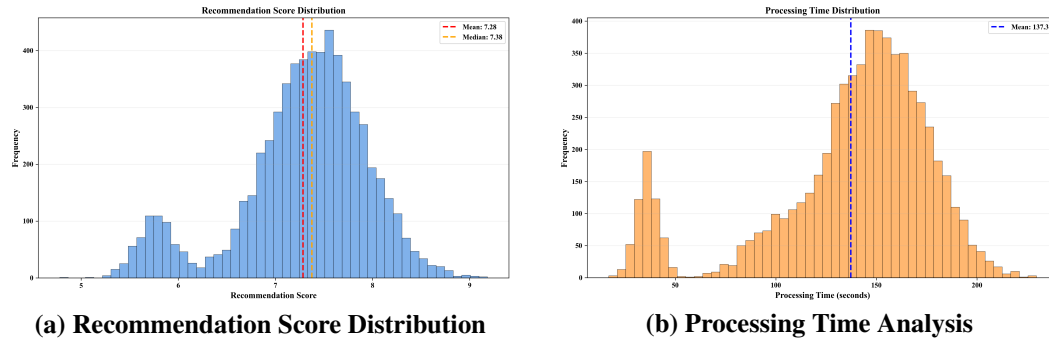 Recommendation Score Distribution
Mean: 7.28
Median: 7.38
400
300
200
100
0
Frequency
5
6
7
8
9
Recommendation Score
(a) Recommendation Score Distribution
Processing Time Distribution
Mean: 137.3
400
350
300
250
200
150
100
50
0
Frequency
50
100
150
200
Processing Time (seconds)
(b) Processing Time Analysis